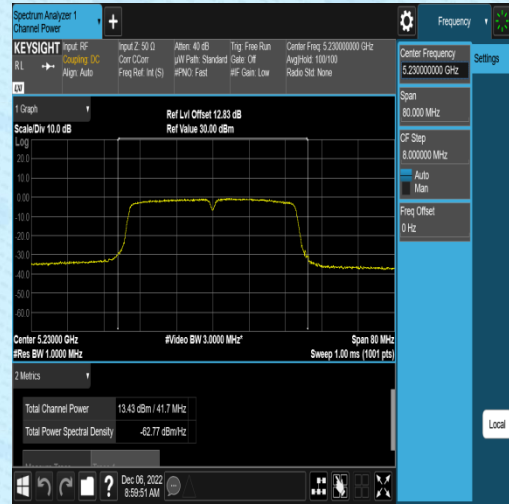 Spectrum Analyzer 1
Channel Power
+
Frequency
KEYSIGHT
RL
LXI
Input: RF
Coupling: DC
Align: Auto
Input Z: 50 Ω
Corr CCorr
Freq Ref: Int (S)
Atten: 40 dB
µW Path: Standard
#PNO: Fast
Trig: Free Run
Gate: Off
#IF Gain: Low
Center Freq: 5.230000000 GHz
Avg|Hold: 100/100
Radio Std: None
Center Frequency
5.230000000 GHz
Settings
Span
80.000 MHz
CF Step
8.000000 MHz
Auto
Man
Freq Offset
0 Hz
Local
1 Graph
Scale/Div 10.0 dB
Ref Lvl Offset 12.83 dB
Ref Value 30.00 dBm
Log
20.0
10.0
0.00
-10.0
-20.0
-30.0
-40.0
-50.0
-60.0
Center 5.23000 GHz
#Video BW 3.0000 MHz*
Span 80 MHz
#Res BW 1.0000 MHz
Sweep 1.00 ms (1001 pts)
2 Metrics
Total Channel Power 13.43 dBm / 41.7 MHz
Total Power Spectral Density -62.77 dBm/Hz
?
Dec 06, 2022
8:59:51 AM